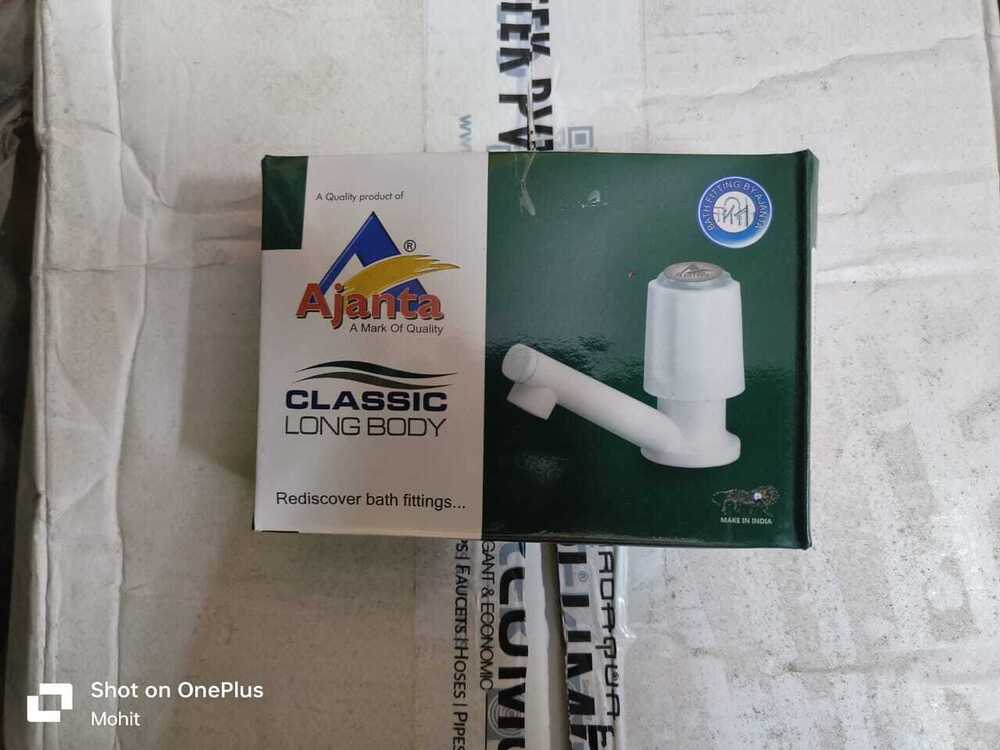 A Quality product of
Ajanta®
A Mark Of Quality
CLASSIC
LONG BODY
Rediscover bath fittings...
BATH FITTING BY AJANTA
MAKE IN INDIA
GANT & ECONOMIC
FAUCETS | HOSES | PIPES
Shot on OnePlus
Mohit